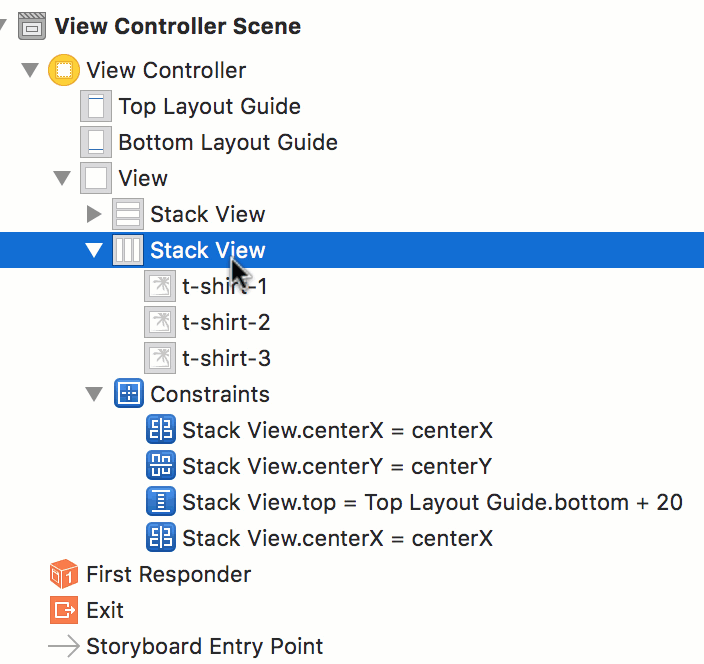 View Controller Scene
View Controller
Top Layout Guide
Bottom Layout Guide
View
Stack View
Stack View
t-shirt-1
t-shirt-2
t-shirt-3
Constraints
Stack View.centerX = centerX
Stack View.centerY = centerY
Stack View.top = Top Layout Guide.bottom + 20
Stack View.centerX = centerX
First Responder
Exit
Storyboard Entry Point